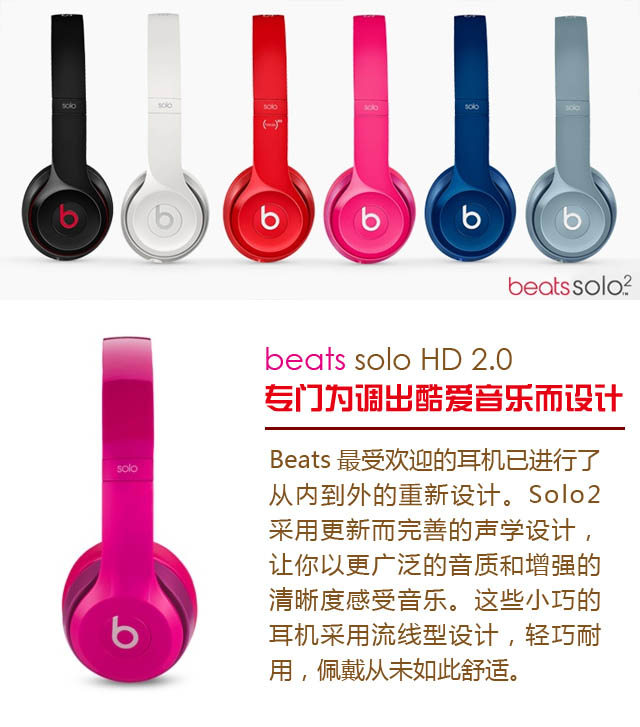 solo solo solo solo solo solo
b b b b b b
beatssolo²™
beats solo HD 2.0
专门为调出酷爱音乐而设计
solo
Beats 最受欢迎的耳机已进行了
从内到外的重新设计。Solo2
采用更新而完善的声学设计，
让你以更广泛的音质和增强的
清晰度感受音乐。这些小巧的
耳机采用流线型设计，轻巧耐
用，佩戴从未如此舒适。
b